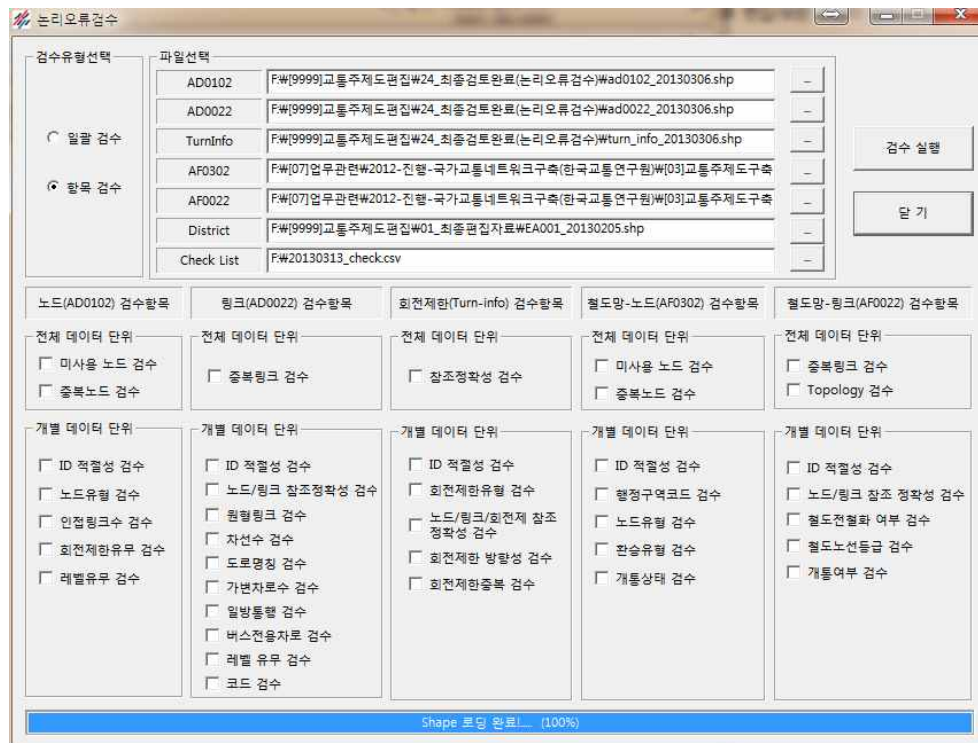 논리오류검수
검수유형선택
일괄 검수
항목 검수
파일선택
AD0102 F:₩[9999]교통주제도편집₩24_최종검토완료(논리오류검수)₩ad0102_20130306.shp ...
AD0022 F:₩[9999]교통주제도편집₩24_최종검토완료(논리오류검수)₩ad0022_20130306.shp ...
TurnInfo F:₩[9999]교통주제도편집₩24_최종검토완료(논리오류검수)₩turn_info_20130306.shp ...
AF0302 F:₩[07]업무관련₩2012-진행-국가교통네트워크구축(한국교통연구원)₩[03]교통주제도구축 ...
AF0022 F:₩[07]업무관련₩2012-진행-국가교통네트워크구축(한국교통연구원)₩[03]교통주제도구축 ...
District F:₩[9999]교통주제도편집₩01_최종편집자료₩EA001_20130205.shp ...
Check List F:₩20130313_check.csv ...
검수 실행
닫 기
노드(AD0102) 검수항목
전체 데이터 단위
미사용 노드 검수
중복노드 검수
개별 데이터 단위
ID 적절성 검수
노드유형 검수
인접링크수 검수
회전제한유무 검수
레벨유무 검수
링크(AD0022) 검수항목
전체 데이터 단위
중복링크 검수
개별 데이터 단위
ID 적절성 검수
노드/링크 참조정확성 검수
원형링크 검수
차선수 검수
도로명칭 검수
가변차로수 검수
일방통행 검수
버스전용차로 검수
레벨 유무 검수
코드 검수
회전제한(Turn-info) 검수항목
전체 데이터 단위
참조정확성 검수
개별 데이터 단위
ID 적절성 검수
회전제한유형 검수
노드/링크/회전제 참조
정확성 검수
회전제한 방향성 검수
회전제한중복 검수
철도망-노드(AF0302) 검수항목
전체 데이터 단위
미사용 노드 검수
중복노드 검수
개별 데이터 단위
ID 적절성 검수
행정구역코드 검수
노드유형 검수
환승유형 검수
개통상태 검수
철도망-링크(AF0022) 검수항목
전체 데이터 단위
중복링크 검수
Topology 검수
개별 데이터 단위
ID 적절성 검수
노드/링크 참조 정확성 검수
철도전철화 여부 검수
철도노선등급 검수
개통여부 검수
Shape 로딩 완료!.... (100%)